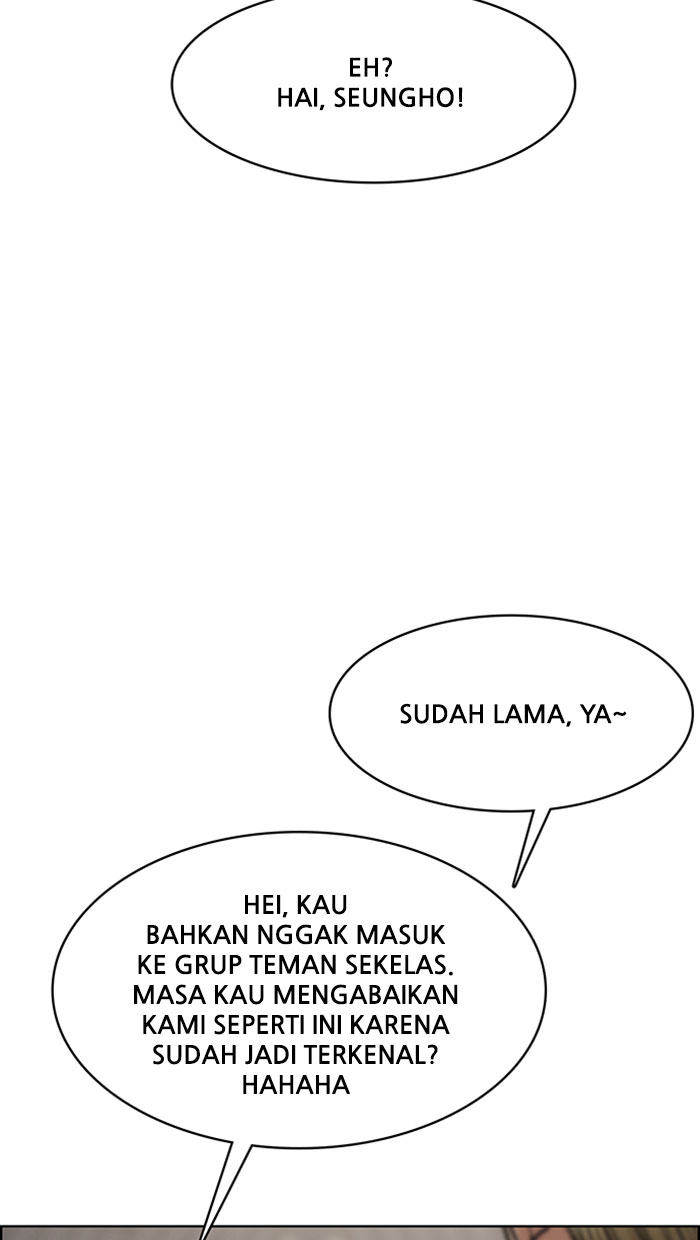 EH?
HAI, SEUNGHO!
SUDAH LAMA, YA~
HEI, KAU
BAHKAN NGGAK MASUK
KE GRUP TEMAN SEKELAS.
MASA KAU MENGABAIKAN
KAMI SEPERTI INI KARENA
SUDAH JADI TERKENAL?
HAHAHA